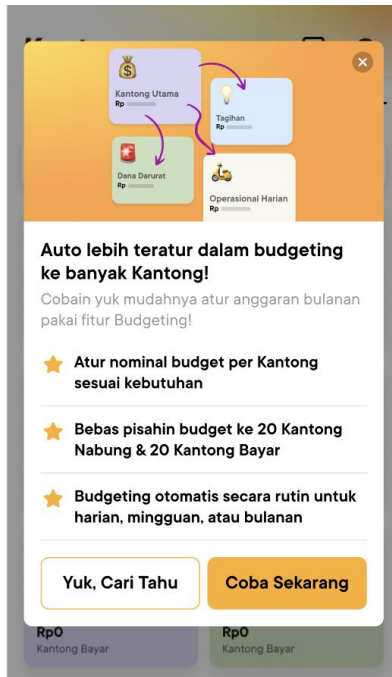 Kantong Utama
Rp
Tagihan
Rp
Dana Darurat
Rp
Operasional Harian
Rp
Auto lebih teratur dalam budgeting
ke banyak Kantong!
Cobain yuk mudahnya atur anggaran bulanan
pakai fitur Budgeting!
Atur nominal budget per Kantong
sesuai kebutuhan
Bebas pisahin budget ke 20 Kantong
Nabung & 20 Kantong Bayar
Budgeting otomatis secara rutin untuk
harian, mingguan, atau bulanan
Yuk, Cari Tahu
Coba Sekarang
Rp0
Kantong Bayar
Rp0
Kantong Bayar